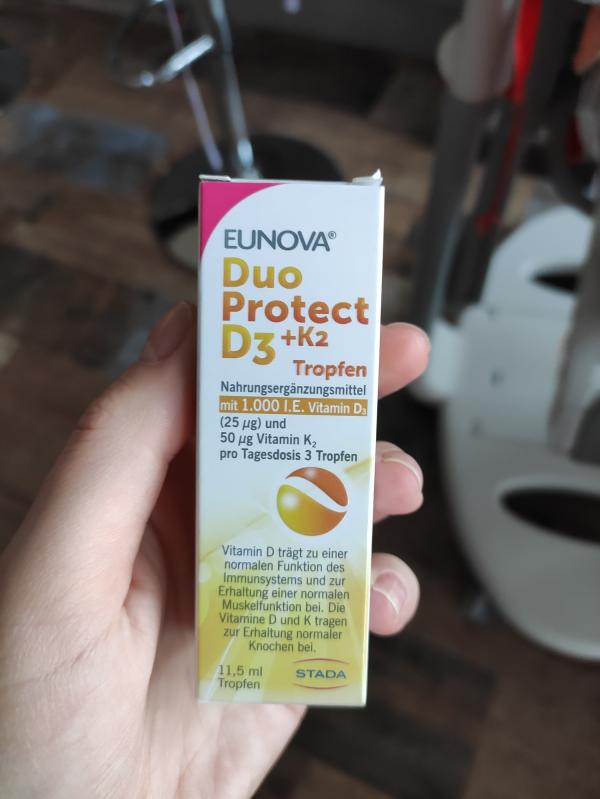 EUNOVA®
Duo
Protect
D3 +K2
Tropfen
Nahrungsergänzungsmittel
mit 1.000 I.E. Vitamin D₃
(25 µg) und
50 µg Vitamin K₂
pro Tagesdosis 3 Tropfen
Vitamin D trägt zu einer
normalen Funktion des
Immunsystems und zur
Erhaltung einer normalen
Muskelfunktion bei. Die
Vitamine D und K tragen
zur Erhaltung normaler
Knochen bei.
11,5 ml
Tropfen
STADA